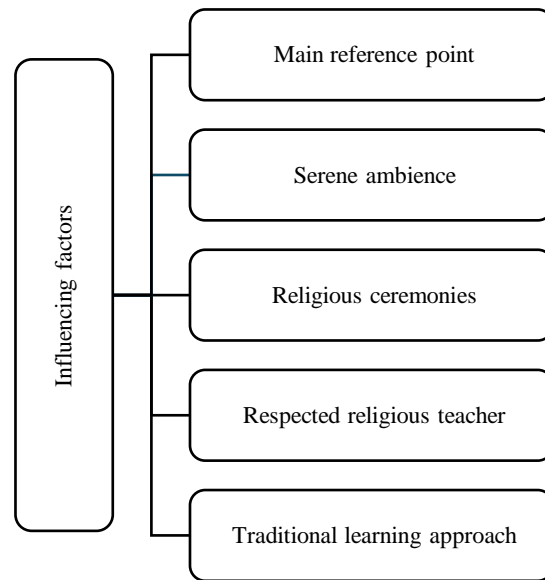 Influencing factors
Main reference point
Serene ambience
Religious ceremonies
Respected religious teacher
Traditional learning approach